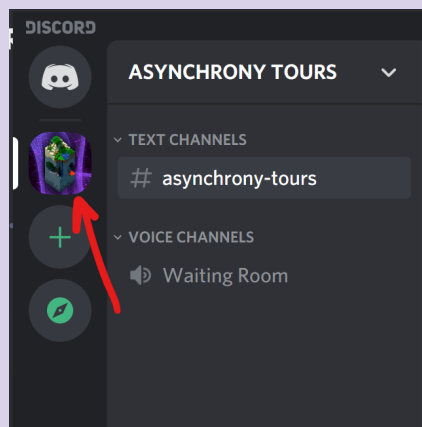 DISCORD
ASYNCHRONY TOURS
TEXT CHANNELS
# asynchrony-tours
VOICE CHANNELS
Waiting Room